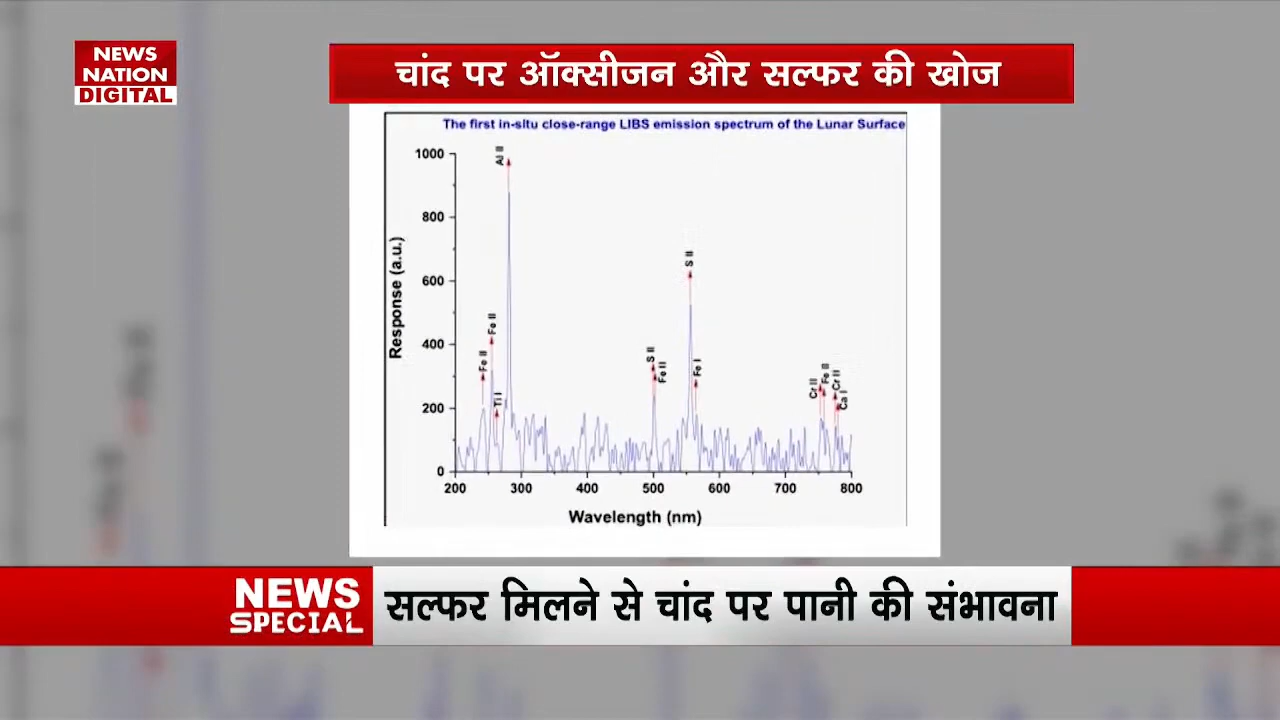 NEWS
NATION
DIGITAL
चांद पर ऑक्सीजन और सल्फर की खोज
The first in-situ close-range LIBS emission spectrum of the Lunar Surface
1000
800
600
400
200
0
Response (a.u.)
Fe II
Fe II
Ti I
Al II
S II
Fe II
S II
Fe I
Cr II
Fe II
Cr II
Ca I
200 300 400 500 600 700 800
Wavelength (nm)
NEWS
SPECIAL
सल्फर मिलने से चांद पर पानी की संभावना